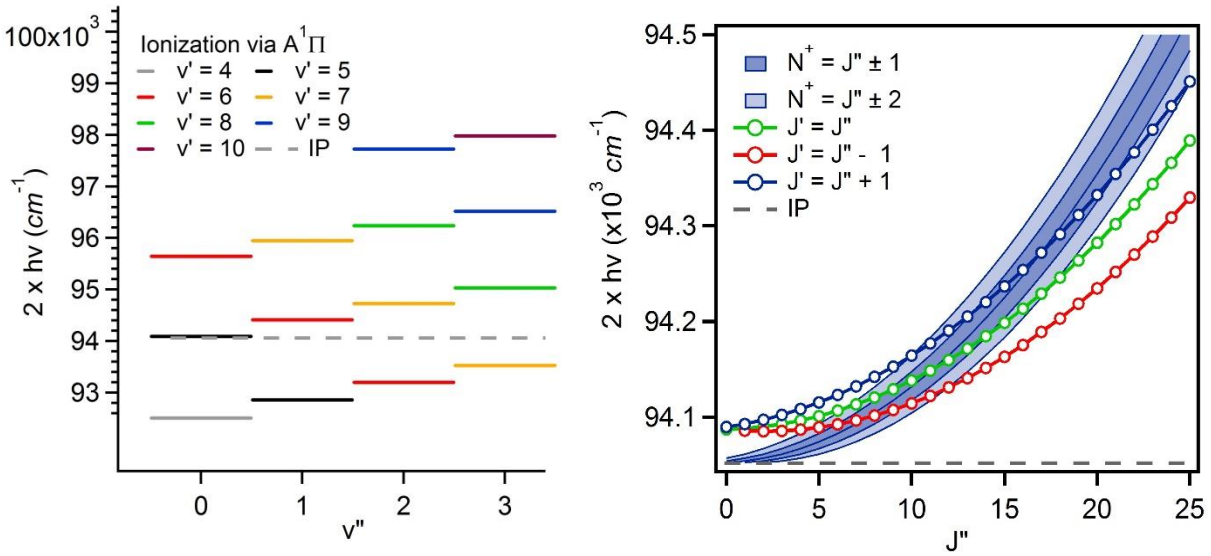 100x10³
99
98
97
96
95
94
93
2 x hν (cm⁻¹)
Ionization via A¹Π
v' = 4
v' = 5
v' = 6
v' = 7
v' = 8
v' = 9
v' = 10
IP
0
1
2
3
v"
94.5
94.4
94.3
94.2
94.1
2 x hν (x10³ cm⁻¹)
N⁺ = J" ± 1
N⁺ = J" ± 2
J' = J"
J' = J" - 1
J' = J" + 1
IP
0
5
10
15
20
25
J"